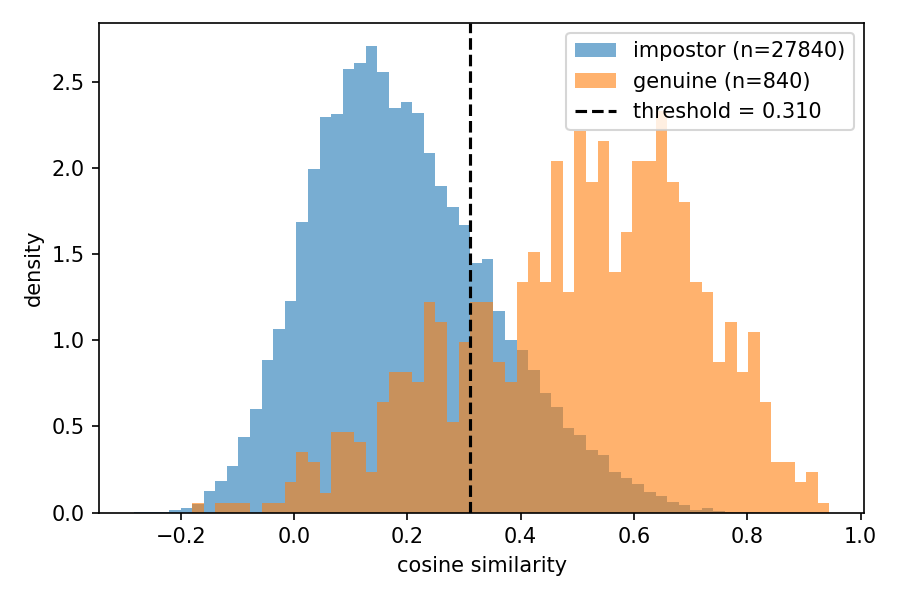 impostor (n=27840)
genuine (n=840)
threshold = 0.310
density
2.5
2.0
1.5
1.0
0.5
0.0
−0.2 0.0 0.2 0.4 0.6 0.8 1.0
cosine similarity